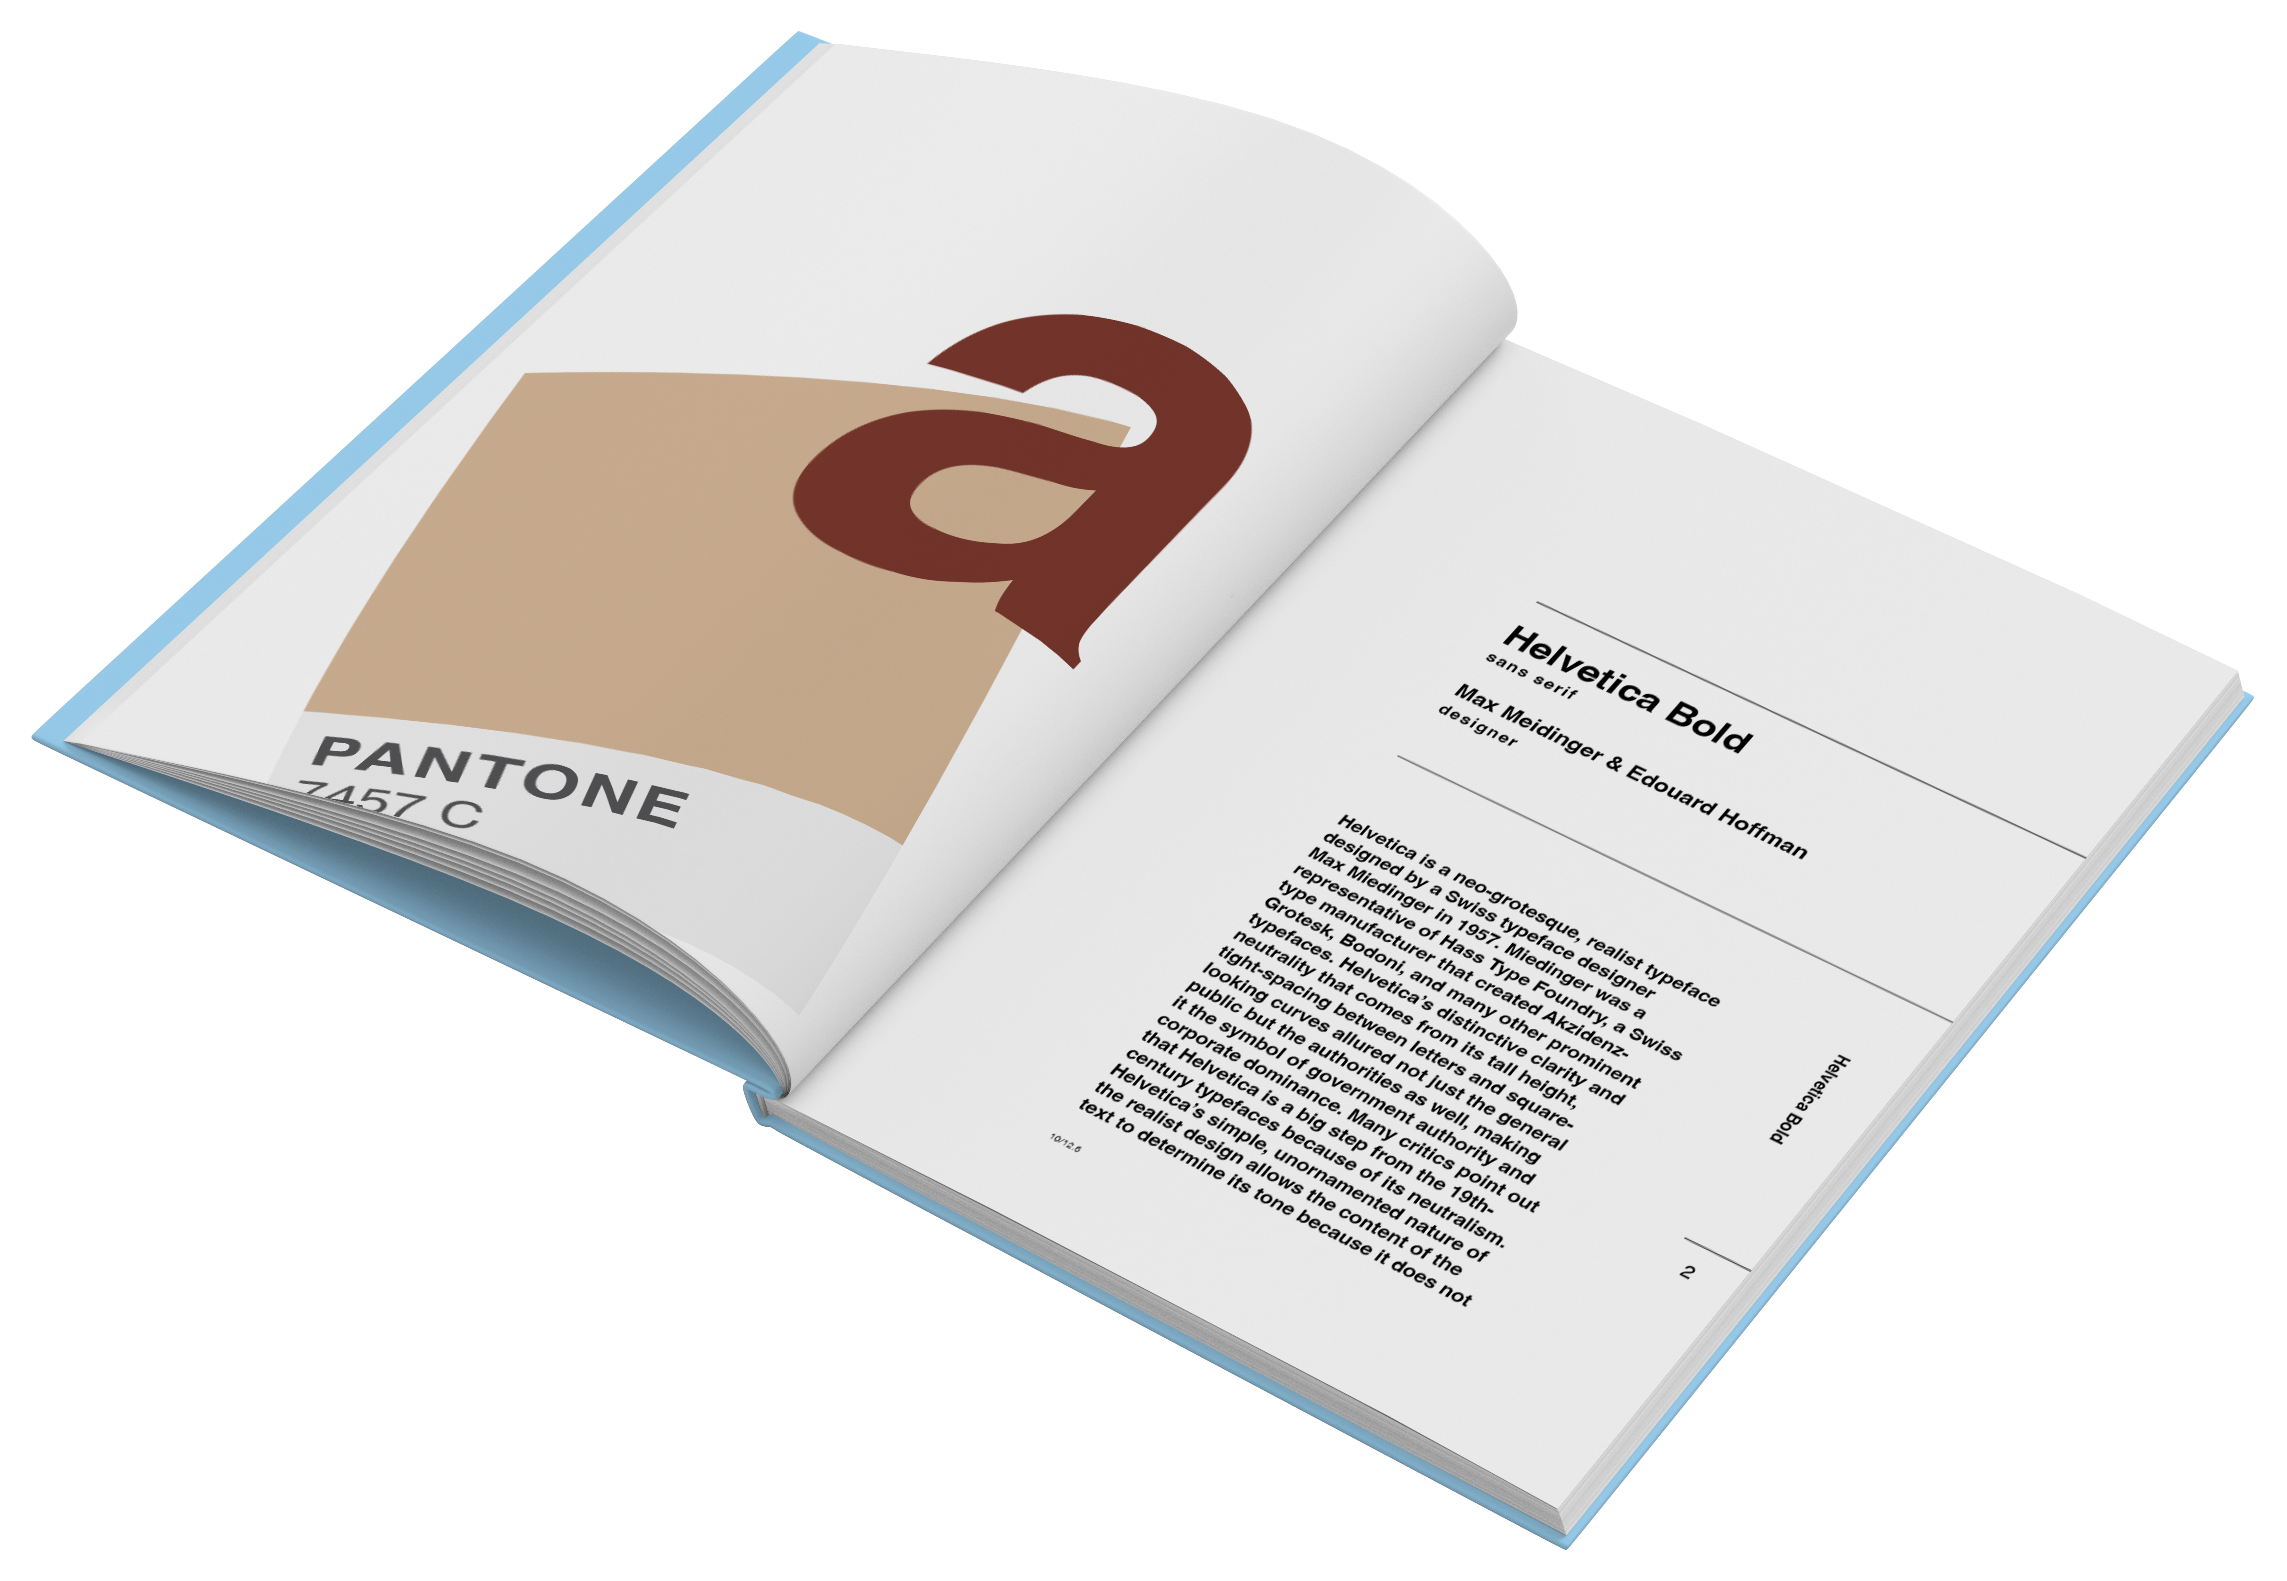 a
PANTONE
7457 C
Helvetica Bold
sans serif
Max Meidinger & Edouard Hoffman
designer
Helvetica is a neo-grotesque, realist typeface
designed by a Swiss typeface designer
Max Miedinger in 1957. Miedinger was a
representative of Hass Type Foundry, a Swiss
type manufacturer that created Akzidenz-
Grotesk, Bodoni, and many other prominent
typefaces. Helvetica's distinctive clarity and
neutrality that comes from its tall height,
tight-spacing between letters and square-
looking curves allured not just the general
public but the authorities as well, making
it the symbol of government authority and
corporate dominance. Many critics point out
that Helvetica is a big step from the 19th-
century typefaces because of its neutralism.
Helvetica's simple, unornamented nature of
the realist design allows the content of the
text to determine its tone because it does not
10/12.6
Helvetica Bold
2